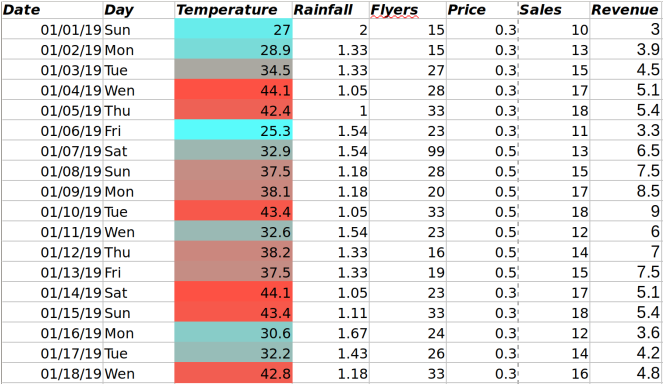 Date Day Temperature Rainfall Flyers Price Sales Revenue
01/01/19 Sun 27 2 15 0.3 10 3
01/02/19 Mon 28.9 1.33 15 0.3 13 3.9
01/03/19 Tue 34.5 1.33 27 0.3 15 4.5
01/04/19 Wen 44.1 1.05 28 0.3 17 5.1
01/05/19 Thu 42.4 1 33 0.3 18 5.4
01/06/19 Fri 25.3 1.54 23 0.3 11 3.3
01/07/19 Sat 32.9 1.54 99 0.5 13 6.5
01/08/19 Sun 37.5 1.18 28 0.5 15 7.5
01/09/19 Mon 38.1 1.18 20 0.5 17 8.5
01/10/19 Tue 43.4 1.05 33 0.5 18 9
01/11/19 Wen 32.6 1.54 23 0.5 12 6
01/12/19 Thu 38.2 1.33 16 0.5 14 7
01/13/19 Fri 37.5 1.33 19 0.5 15 7.5
01/14/19 Sat 44.1 1.05 23 0.3 17 5.1
01/15/19 Sun 43.4 1.11 33 0.3 18 5.4
01/16/19 Mon 30.6 1.67 24 0.3 12 3.6
01/17/19 Tue 32.2 1.43 26 0.3 14 4.2
01/18/19 Wen 42.8 1.18 33 0.3 16 4.8